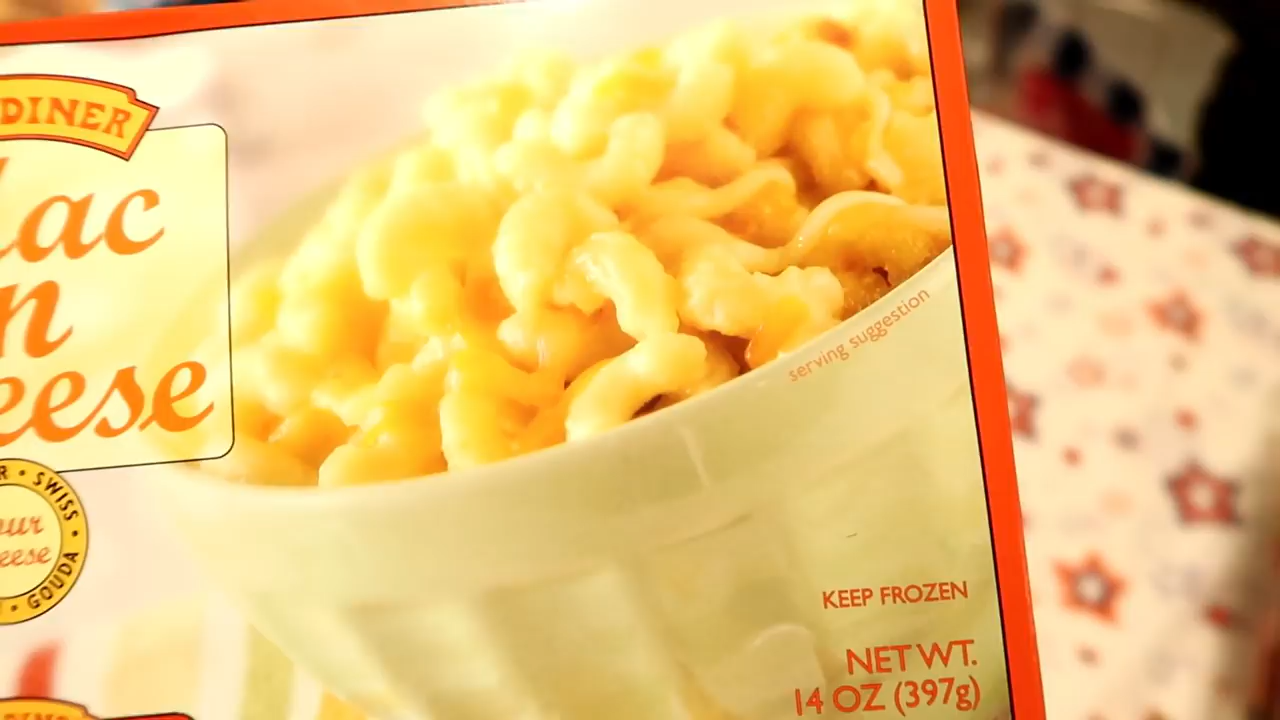 DINER
ac
n
eese
R • SWISS •
GOUDA •
our
eese
serving suggestion
KEEP FROZEN
NET WT.
14 OZ (397g)